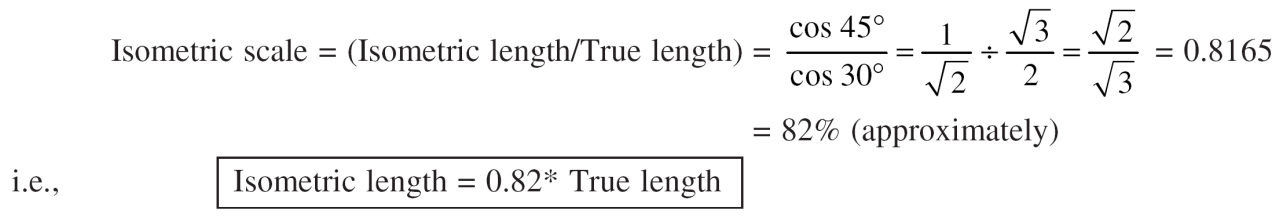 Isometric scale = (Isometric length/True length) = cos 45°/cos 30° = 1/√2 ÷ √3/2 = √2/√3 = 0.8165
= 82% (approximately)
i.e., Isometric length = 0.82* True length